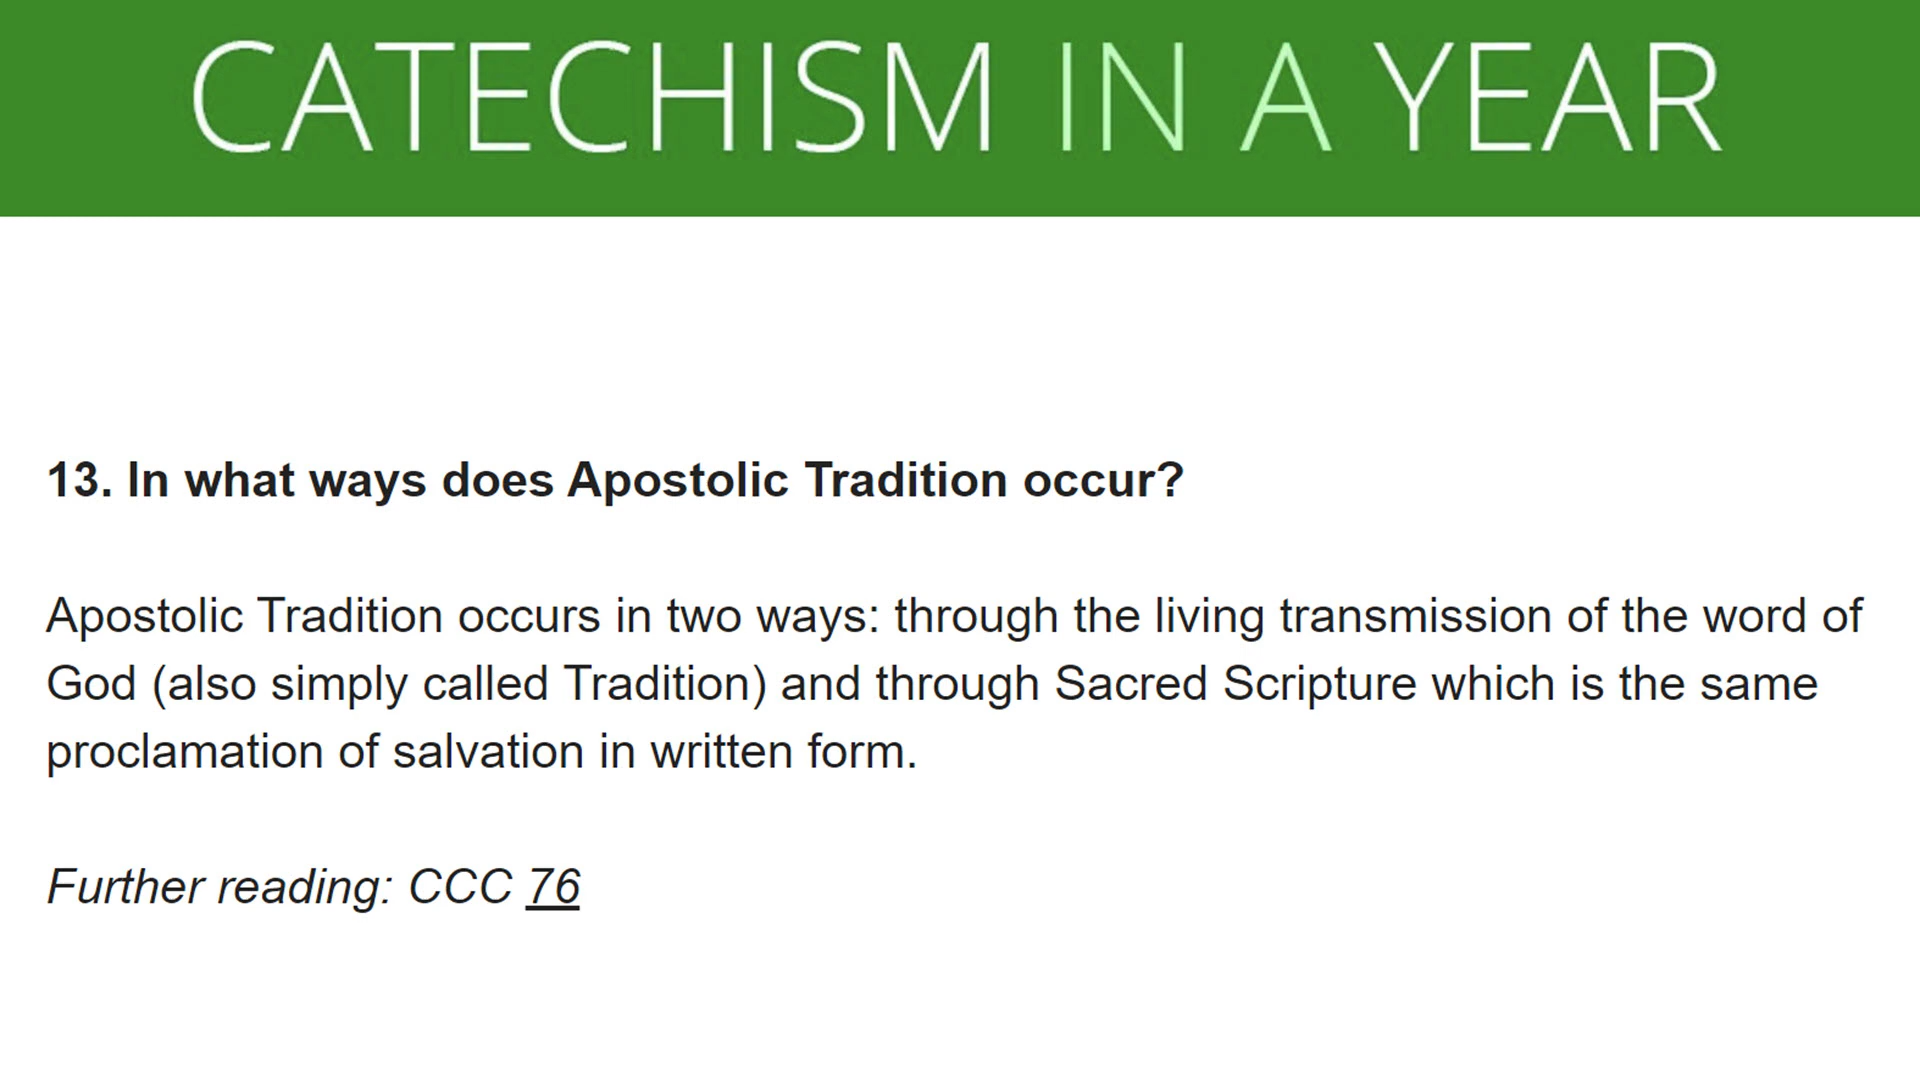 CATECHISM IN A YEAR
13. In what ways does Apostolic Tradition occur?
Apostolic Tradition occurs in two ways: through the living transmission of the word of
God (also simply called Tradition) and through Sacred Scripture which is the same
proclamation of salvation in written form.
Further reading: CCC 76